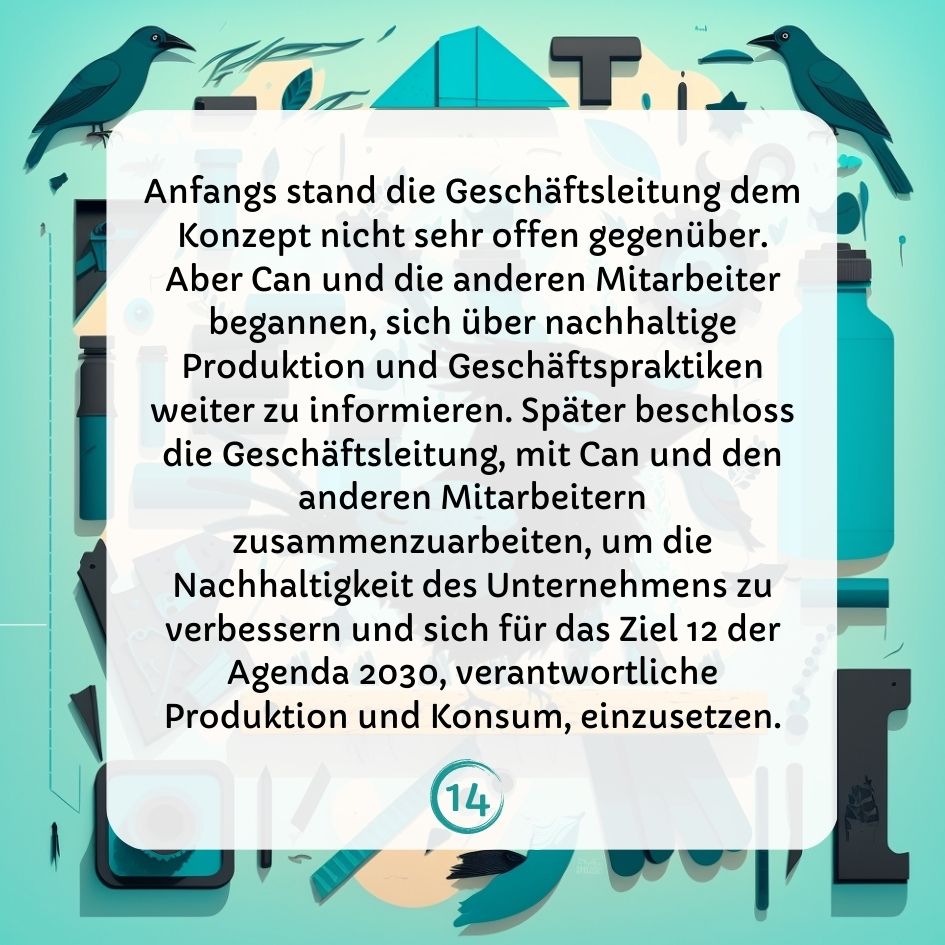 Anfangs stand die Geschäftsleitung dem
Konzept nicht sehr offen gegenüber.
Aber Can und die anderen Mitarbeiter
begannen, sich über nachhaltige
Produktion und Geschäftspraktiken
weiter zu informieren. Später beschloss
die Geschäftsleitung, mit Can und den
anderen Mitarbeitern
zusammenzuarbeiten, um die
Nachhaltigkeit des Unternehmens zu
verbessern und sich für das Ziel 12 der
Agenda 2030, verantwortliche
Produktion und Konsum, einzusetzen.
14